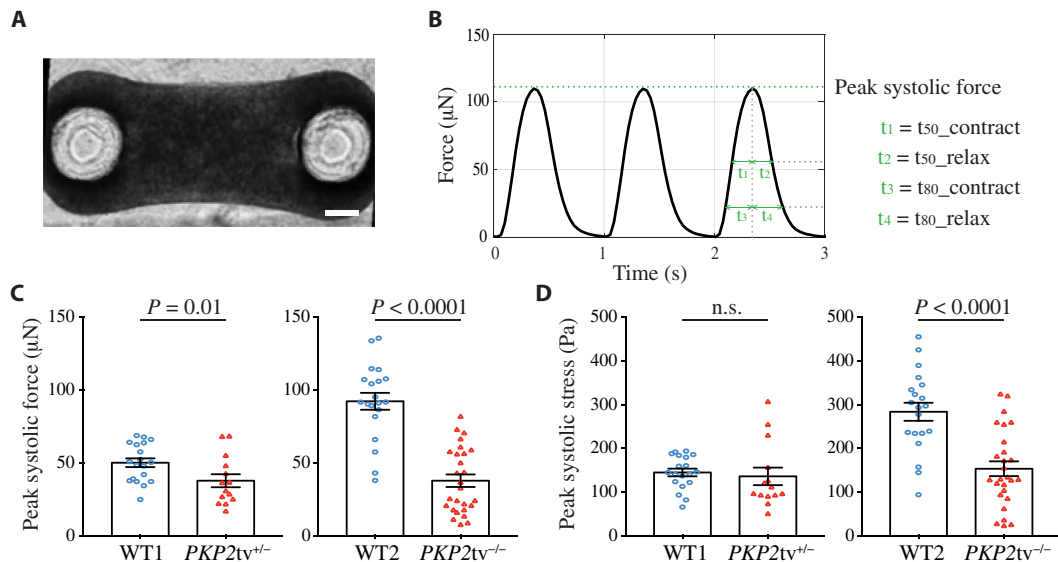 A
B
Force (µN)
150
100
50
0
0
1
2
3
Time (s)
t1
t2
t3
t4
Peak systolic force
t1 = t50_contract
t2 = t50_relax
t3 = t80_contract
t4 = t80_relax
C
Peak systolic force (µN)
150
100
50
0
P = 0.01
WT1
PKP2tv+/–
150
100
50
0
P < 0.0001
WT2
PKP2tv–/–
D
Peak systolic stress (Pa)
500
400
300
200
100
0
n.s.
WT1
PKP2tv+/–
500
400
300
200
100
0
P < 0.0001
WT2
PKP2tv–/–